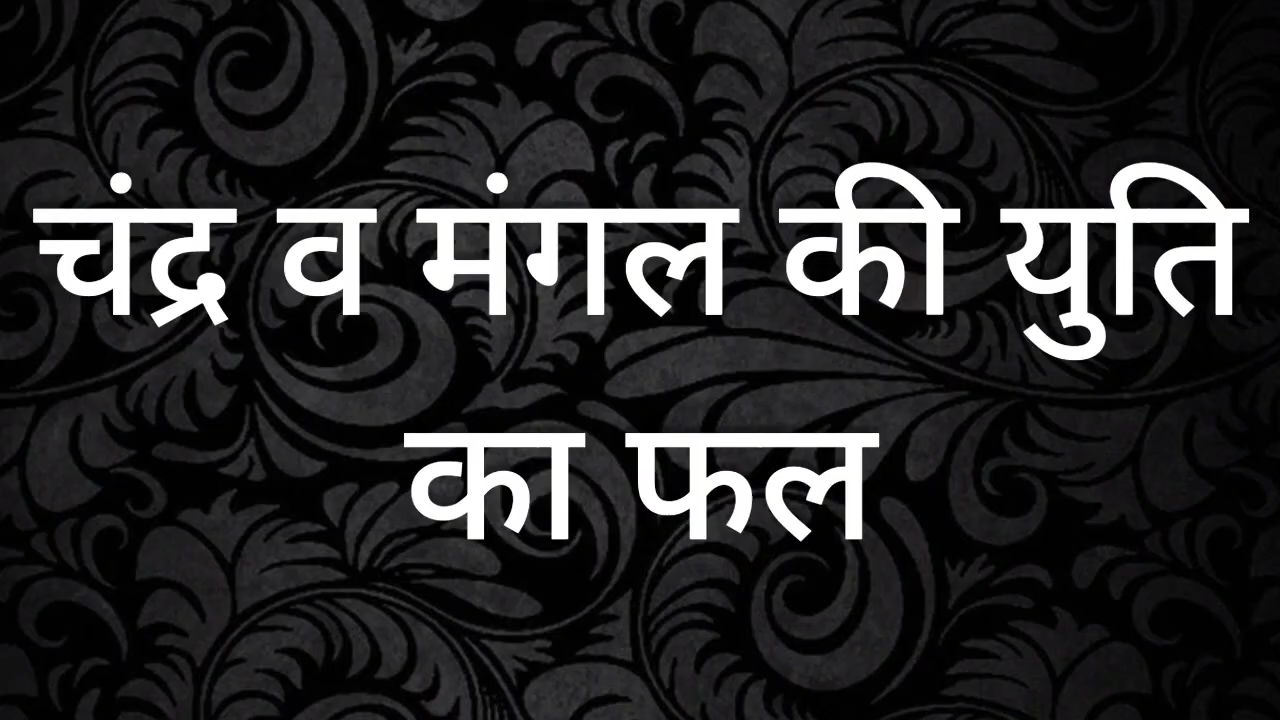 चंद्र व मंगल की युति
का फल